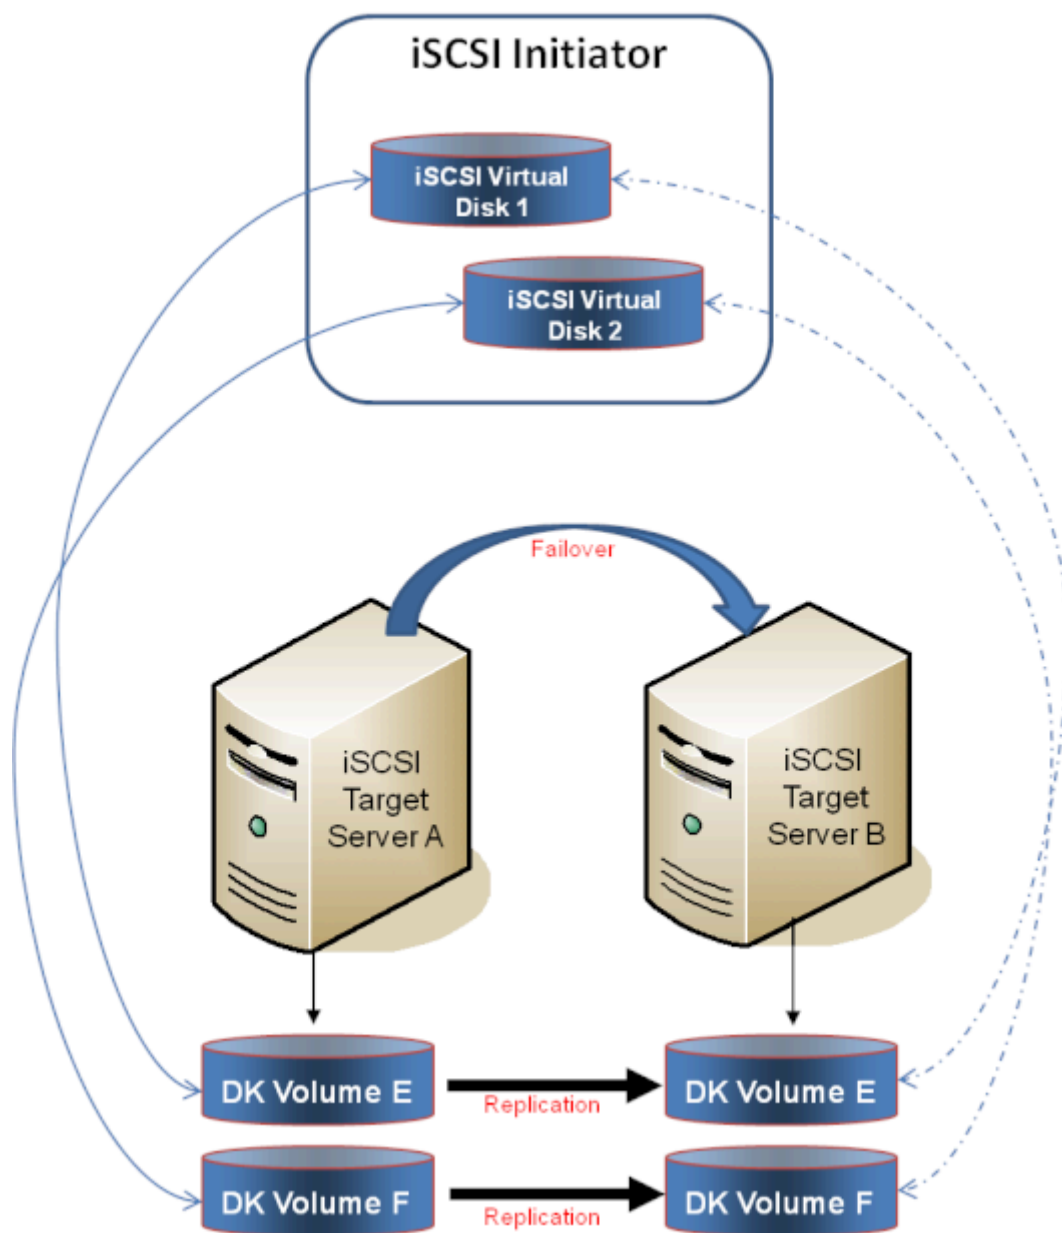 iSCSI Initiator
iSCSI Virtual
Disk 1
iSCSI Virtual
Disk 2
Failover
iSCSI
Target
Server A
iSCSI
Target
Server B
DK Volume E
Replication
DK Volume E
DK Volume F
Replication
DK Volume F